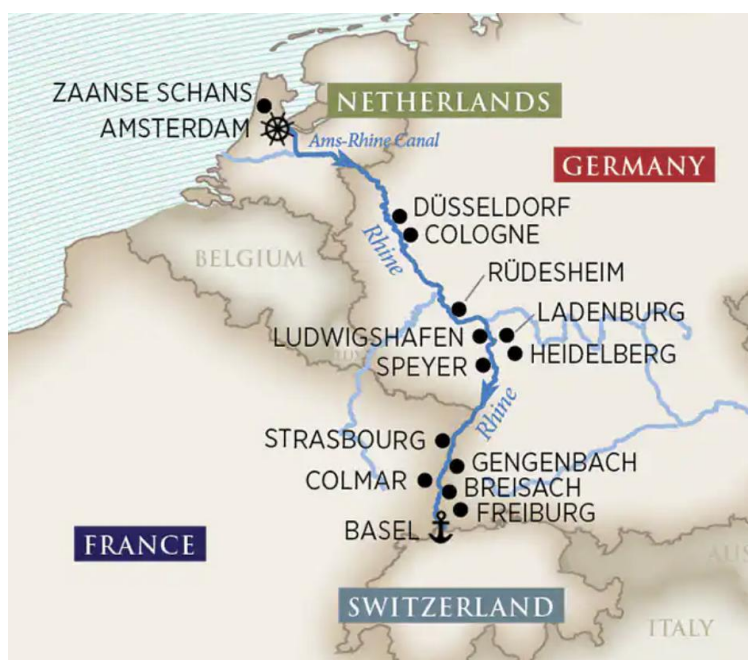 ZAANSE SCHANS
NETHERLANDS
AMSTERDAM
Ams-Rhine Canal
GERMANY
DÜSSELDORF
COLOGNE
Rhine
BELGIUM
RÜDESHEIM
LADENBURG
LUDWIGSHAFEN
HEIDELBERG
SPEYER
Rhine
STRASBOURG
GENGENBACH
COLMAR
BREISACH
FREIBURG
BASEL
FRANCE
AUS
SWITZERLAND
ITALY